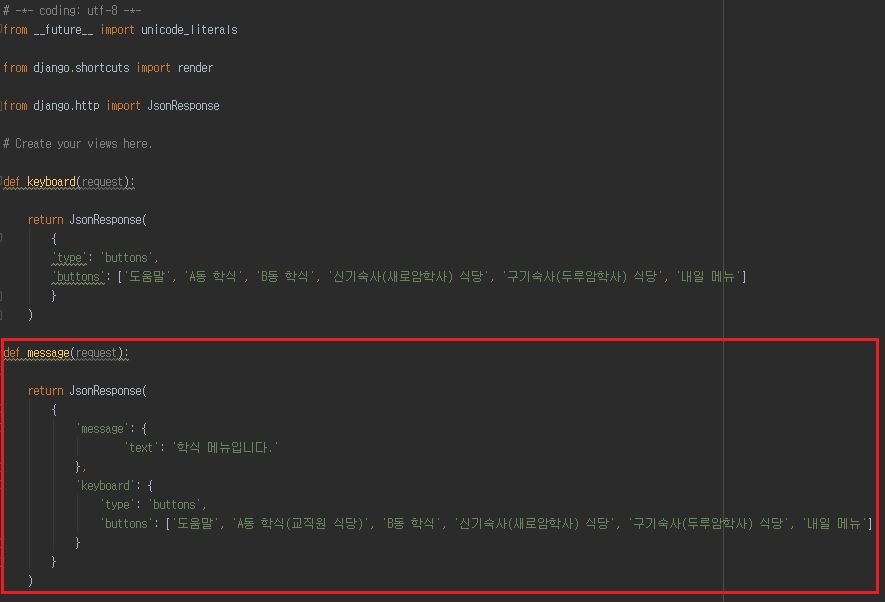 # -*- coding: utf-8 -*-
from __future__ import unicode_literals
from django.shortcuts import render
from django.http import JsonResponse
# Create your views here.
def keyboard(request):
return JsonResponse(
{
'type': 'buttons',
'buttons': ['도움말', 'A동 학식', 'B동 학식', '신기숙사(새로암학사) 식당', '구기숙사(두루암학사) 식당', '내일 메뉴']
}
)
def message(request):
return JsonResponse(
{
'message': {
'text': '학식 메뉴입니다.'
},
'keyboard': {
'type': 'buttons',
'buttons': ['도움말', 'A동 학식(교직원 식당)', 'B동 학식', '신기숙사(새로암학사) 식당', '구기숙사(두루암학사) 식당', '내일 메뉴']
}
}
)